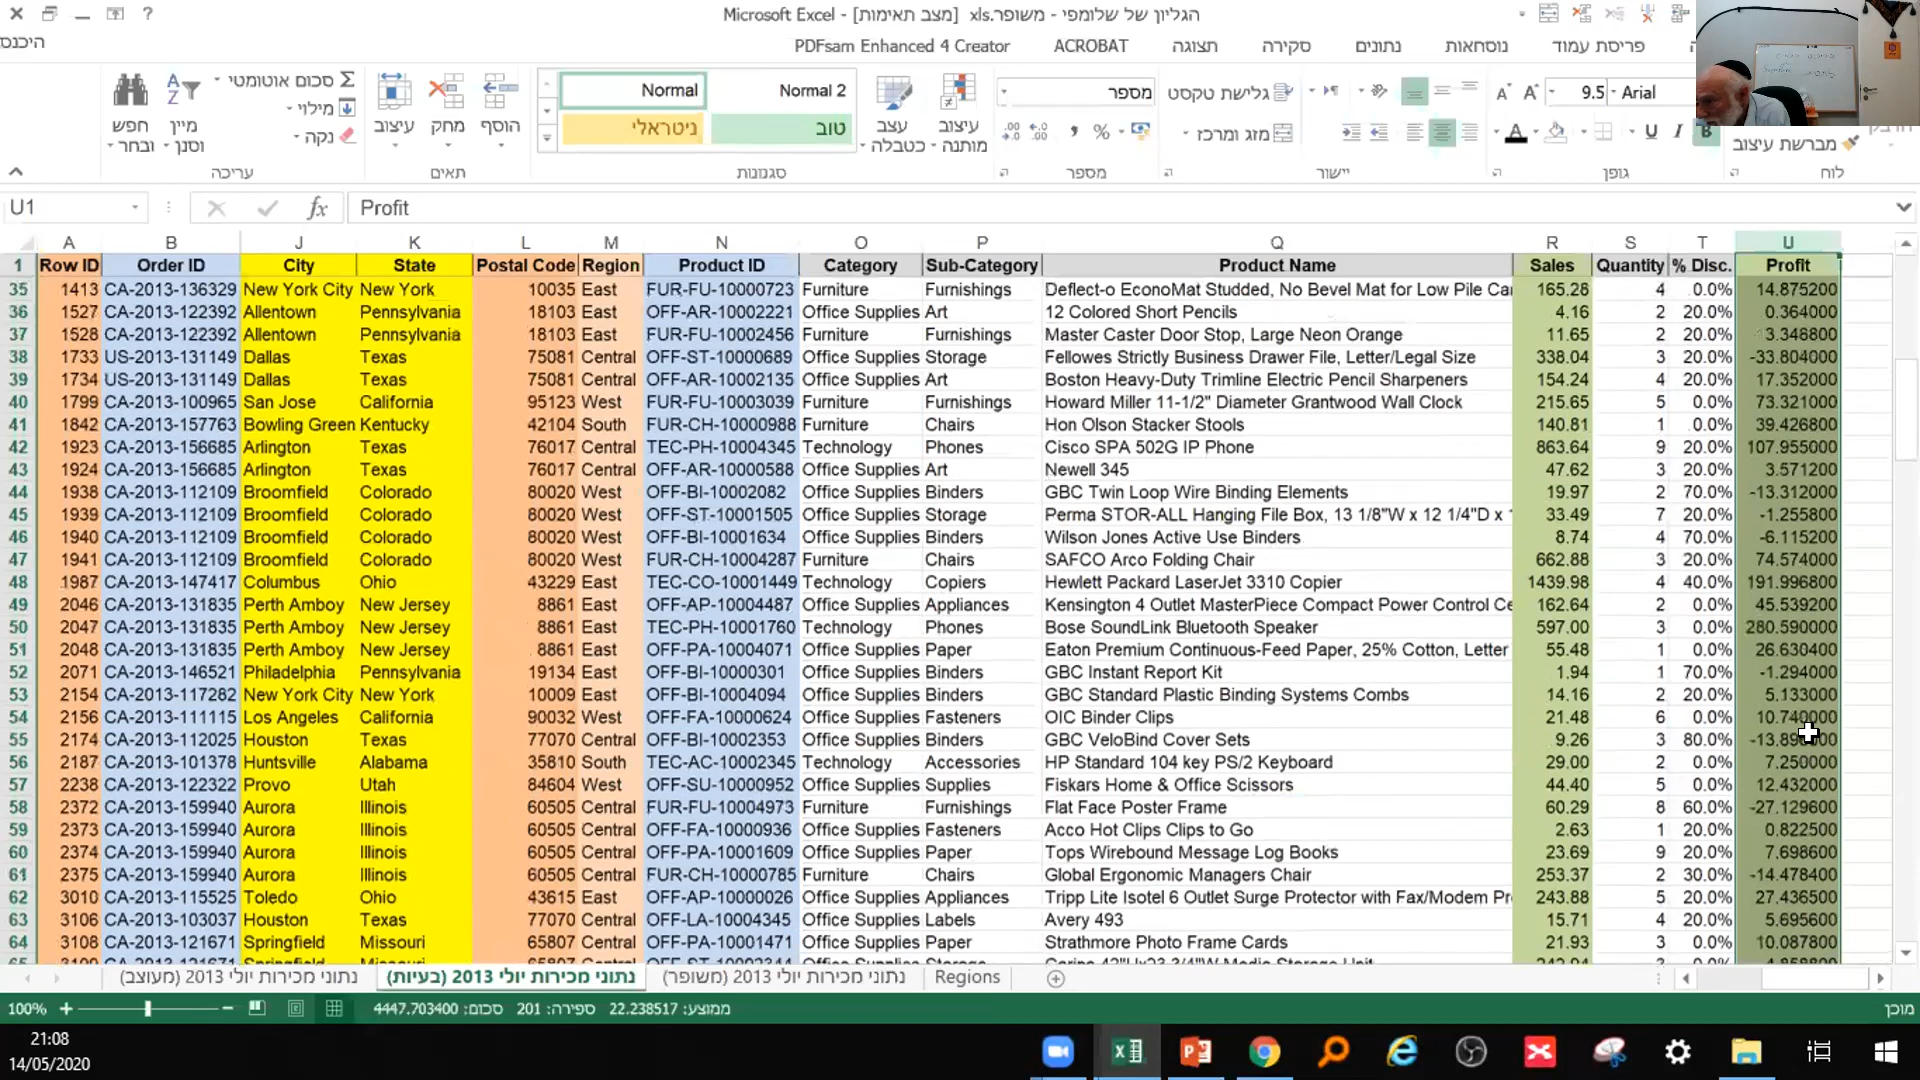 הגליון של שלומפי - משופר.xls [מצב תאימות] - Microsoft Excel
היכנס
פריסת עמוד נוסחאות נתונים סקירה תצוגה ACROBAT PDFsam Enhanced 4 Creator
9.5 Arial גלישת טקסט מספר Normal 2 Normal סכום אוטומטי
מברשת עיצוב מזג ומרכז עיצוב מותנה עצב כטבלה טוב ניטראלי הוסף מחק עיצוב מילוי נקה מיין וסנן חפש ובחר
לוח גופן יישור מספר סגנונות תאים עריכה
U1 fx Profit
A B J K L M N O P Q R S T U
1 Row ID Order ID City State Postal Code Region Product ID Category Sub-Category Product Name Sales Quantity % Disc. Profit
35 1413 CA-2013-136329 New York City New York 10035 East FUR-FU-10000723 Furniture Furnishings Deflect-o EconoMat Studded, No Bevel Mat for Low Pile Ca 165.28 4 0.0% 14.875200
36 1527 CA-2013-122392 Allentown Pennsylvania 18103 East OFF-AR-10002221 Office Supplies Art 12 Colored Short Pencils 4.16 2 20.0% 0.364000
37 1528 CA-2013-122392 Allentown Pennsylvania 18103 East FUR-FU-10002456 Furniture Furnishings Master Caster Door Stop, Large Neon Orange 11.65 2 20.0% 3.346800
38 1733 US-2013-131149 Dallas Texas 75081 Central OFF-ST-10000689 Office Supplies Storage Fellowes Strictly Business Drawer File, Letter/Legal Size 338.04 3 20.0% -33.804000
39 1734 US-2013-131149 Dallas Texas 75081 Central OFF-AR-10002135 Office Supplies Art Boston Heavy-Duty Trimline Electric Pencil Sharpeners 154.24 4 20.0% 17.352000
40 1799 CA-2013-100965 San Jose California 95123 West FUR-FU-10003039 Furniture Furnishings Howard Miller 11-1/2" Diameter Grantwood Wall Clock 215.65 5 0.0% 73.321000
41 1842 CA-2013-157763 Bowling Green Kentucky 42104 South FUR-CH-10000988 Furniture Chairs Hon Olson Stacker Stools 140.81 1 0.0% 39.426800
42 1923 CA-2013-156685 Arlington Texas 76017 Central TEC-PH-10004345 Technology Phones Cisco SPA 502G IP Phone 863.64 9 20.0% 107.955000
43 1924 CA-2013-156685 Arlington Texas 76017 Central OFF-AR-10000588 Office Supplies Art Newell 345 47.62 3 20.0% 3.571200
44 1938 CA-2013-112109 Broomfield Colorado 80020 West OFF-BI-10002082 Office Supplies Binders GBC Twin Loop Wire Binding Elements 19.97 2 70.0% -13.312000
45 1939 CA-2013-112109 Broomfield Colorado 80020 West OFF-ST-10001505 Office Supplies Storage Perma STOR-ALL Hanging File Box, 13 1/8"W x 12 1/4"D x 33.49 7 20.0% -1.255800
46 1940 CA-2013-112109 Broomfield Colorado 80020 West OFF-BI-10001634 Office Supplies Binders Wilson Jones Active Use Binders 8.74 4 70.0% -6.115200
47 1941 CA-2013-112109 Broomfield Colorado 80020 West FUR-CH-10004287 Furniture Chairs SAFCO Arco Folding Chair 662.88 3 20.0% 74.574000
48 1987 CA-2013-147417 Columbus Ohio 43229 East TEC-CO-10001449 Technology Copiers Hewlett Packard LaserJet 3310 Copier 1439.98 4 40.0% 191.996800
49 2046 CA-2013-131835 Perth Amboy New Jersey 8861 East OFF-AP-10004487 Office Supplies Appliances Kensington 4 Outlet MasterPiece Compact Power Control Ce 162.64 2 0.0% 45.539200
50 2047 CA-2013-131835 Perth Amboy New Jersey 8861 East TEC-PH-10001760 Technology Phones Bose SoundLink Bluetooth Speaker 597.00 3 0.0% 280.590000
51 2048 CA-2013-131835 Perth Amboy New Jersey 8861 East OFF-PA-10004071 Office Supplies Paper Eaton Premium Continuous-Feed Paper, 25% Cotton, Letter 55.48 1 0.0% 26.630400
52 2071 CA-2013-146521 Philadelphia Pennsylvania 19134 East OFF-BI-10000301 Office Supplies Binders GBC Instant Report Kit 1.94 1 70.0% -1.294000
53 2154 CA-2013-117282 New York City New York 10009 East OFF-BI-10004094 Office Supplies Binders GBC Standard Plastic Binding Systems Combs 14.16 2 20.0% 5.133000
54 2156 CA-2013-111115 Los Angeles California 90032 West OFF-FA-10000624 Office Supplies Fasteners OIC Binder Clips 21.48 6 0.0% 10.740000
55 2174 CA-2013-112025 Houston Texas 77070 Central OFF-BI-10002353 Office Supplies Binders GBC VeloBind Cover Sets 9.26 3 80.0%
56 2187 CA-2013-101378 Huntsville Alabama 35810 South TEC-AC-10002345 Technology Accessories HP Standard 104 key PS/2 Keyboard 29.00 2 0.0% 7.250000
57 2238 CA-2013-122322 Provo Utah 84604 West OFF-SU-10000952 Office Supplies Supplies Fiskars Home & Office Scissors 44.40 5 0.0% 12.432000
58 2372 CA-2013-159940 Aurora Illinois 60505 Central FUR-FU-10004973 Furniture Furnishings Flat Face Poster Frame 60.29 8 60.0% -27.129600
59 2373 CA-2013-159940 Aurora Illinois 60505 Central OFF-FA-10000936 Office Supplies Fasteners Acco Hot Clips Clips to Go 2.63 1 20.0% 0.822500
60 2374 CA-2013-159940 Aurora Illinois 60505 Central OFF-PA-10001609 Office Supplies Paper Tops Wirebound Message Log Books 23.69 9 20.0% 7.698600
61 2375 CA-2013-159940 Aurora Illinois 60505 Central FUR-CH-10000785 Furniture Chairs Global Ergonomic Managers Chair 253.37 2 30.0% -14.478400
62 3010 CA-2013-115525 Toledo Ohio 43615 East OFF-AP-10000026 Office Supplies Appliances Tripp Lite Isotel 6 Outlet Surge Protector with Fax/Modem Pr 243.88 5 20.0% 27.436500
63 3106 CA-2013-103037 Houston Texas 77070 Central OFF-LA-10004345 Office Supplies Labels Avery 493 15.71 4 20.0% 5.695600
64 3108 CA-2013-121671 Springfield Missouri 65807 Central OFF-PA-10001471 Office Supplies Paper Strathmore Photo Frame Cards 21.93 3 0.0% 10.087800
נתוני מכירות יולי 2013 (מעוצב) נתוני מכירות יולי 2013 (בעיות) נתוני מכירות יולי 2013 (משופר) Regions
מוכן ממוצע: 22.238517 ספירה: 201 סכום: 4447.703400 100%
21:08
14/05/2020